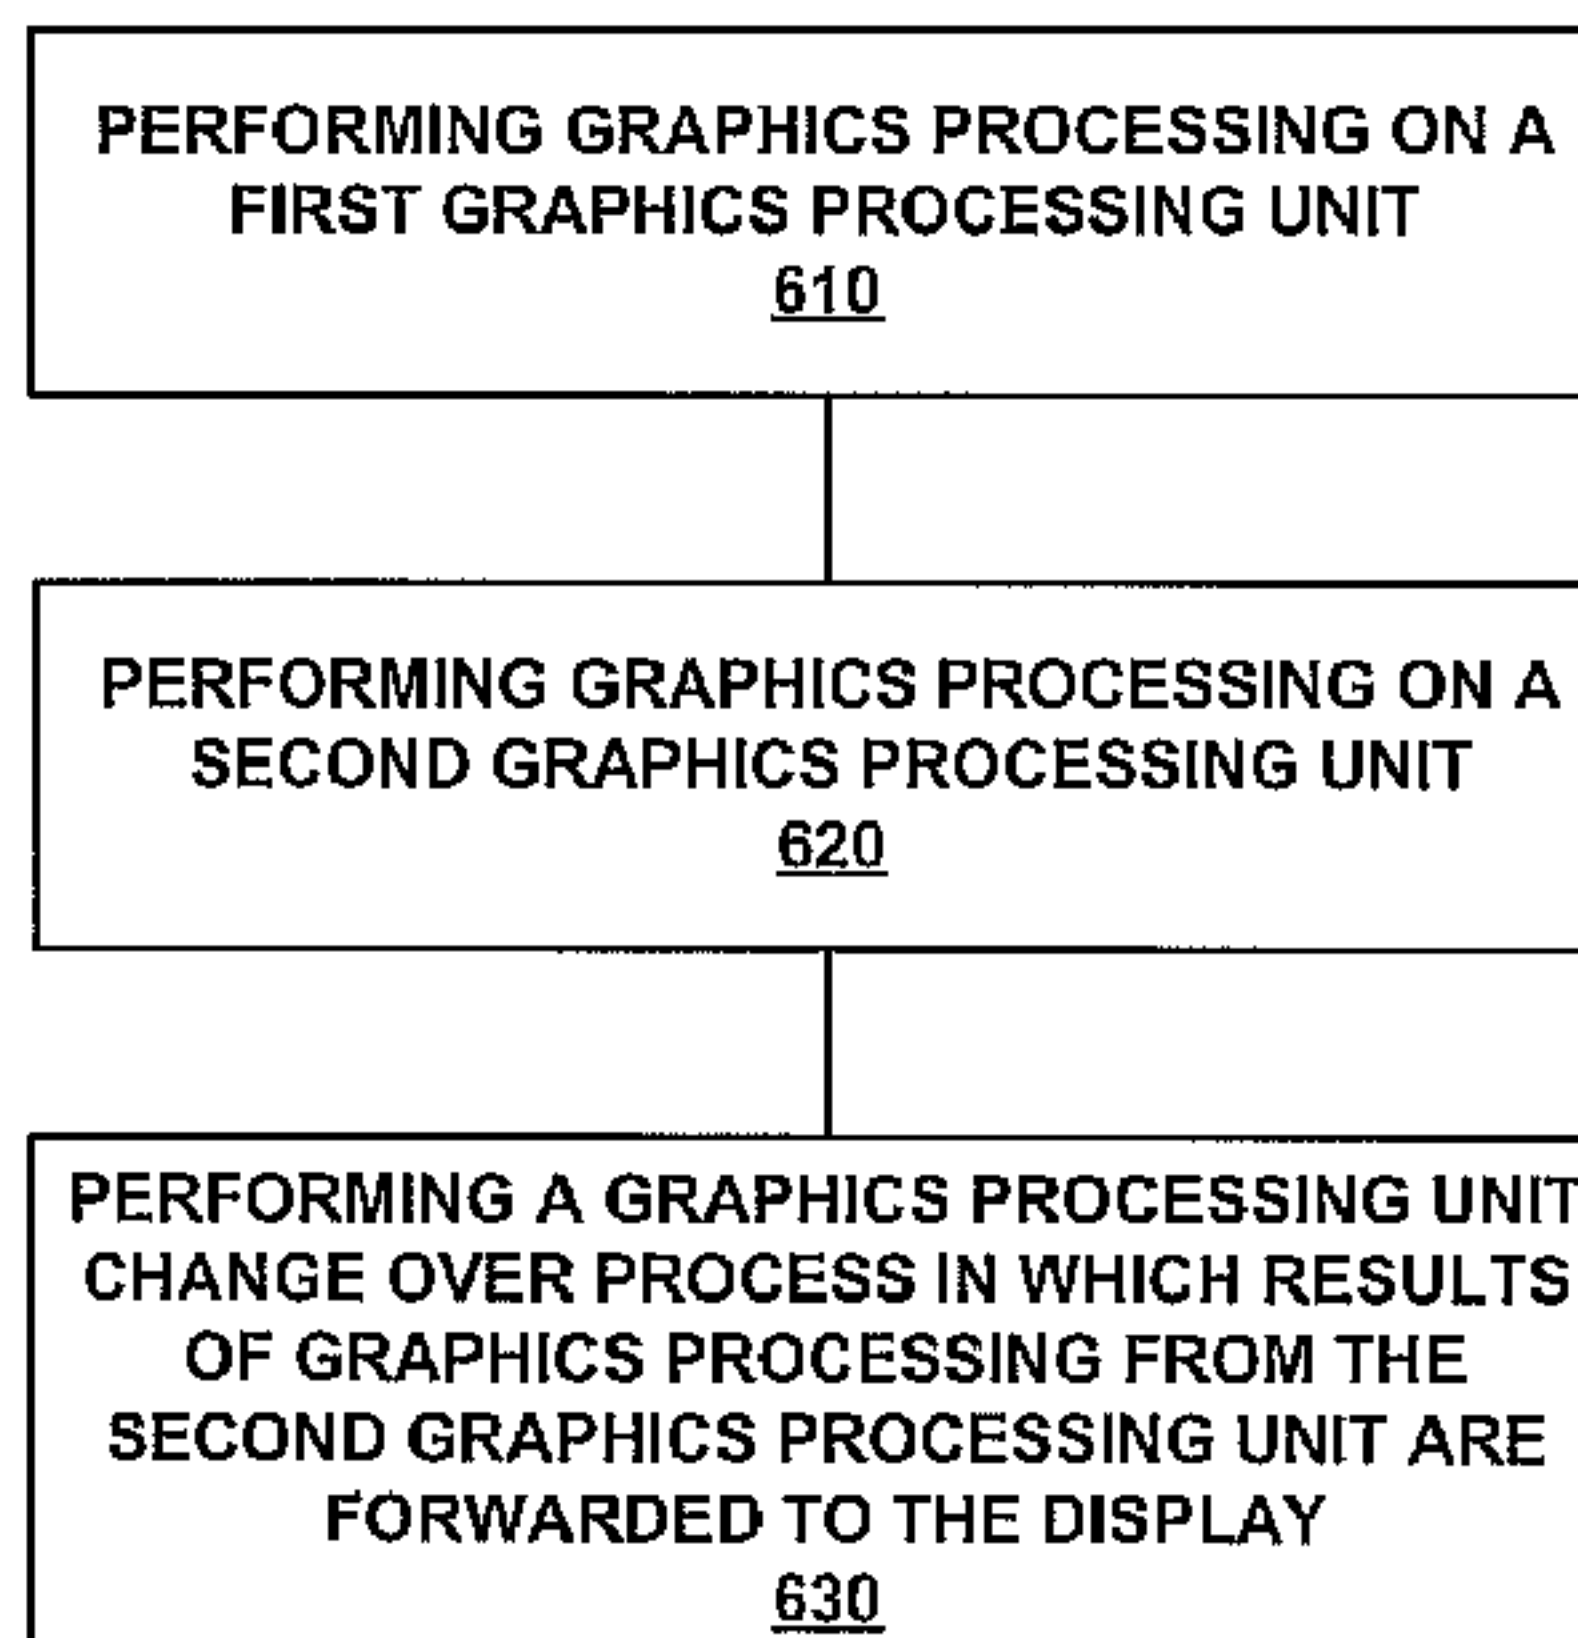 PERFORMING GRAPHICS PROCESSING ON A
FIRST GRAPHICS PROCESSING UNIT
610
PERFORMING GRAPHICS PROCESSING ON A
SECOND GRAPHICS PROCESSING UNIT
620
PERFORMING A GRAPHICS PROCESSING UNIT
CHANGE OVER PROCESS IN WHICH RESULTS
OF GRAPHICS PROCESSING FROM THE
SECOND GRAPHICS PROCESSING UNIT ARE
FORWARDED TO THE DISPLAY
630